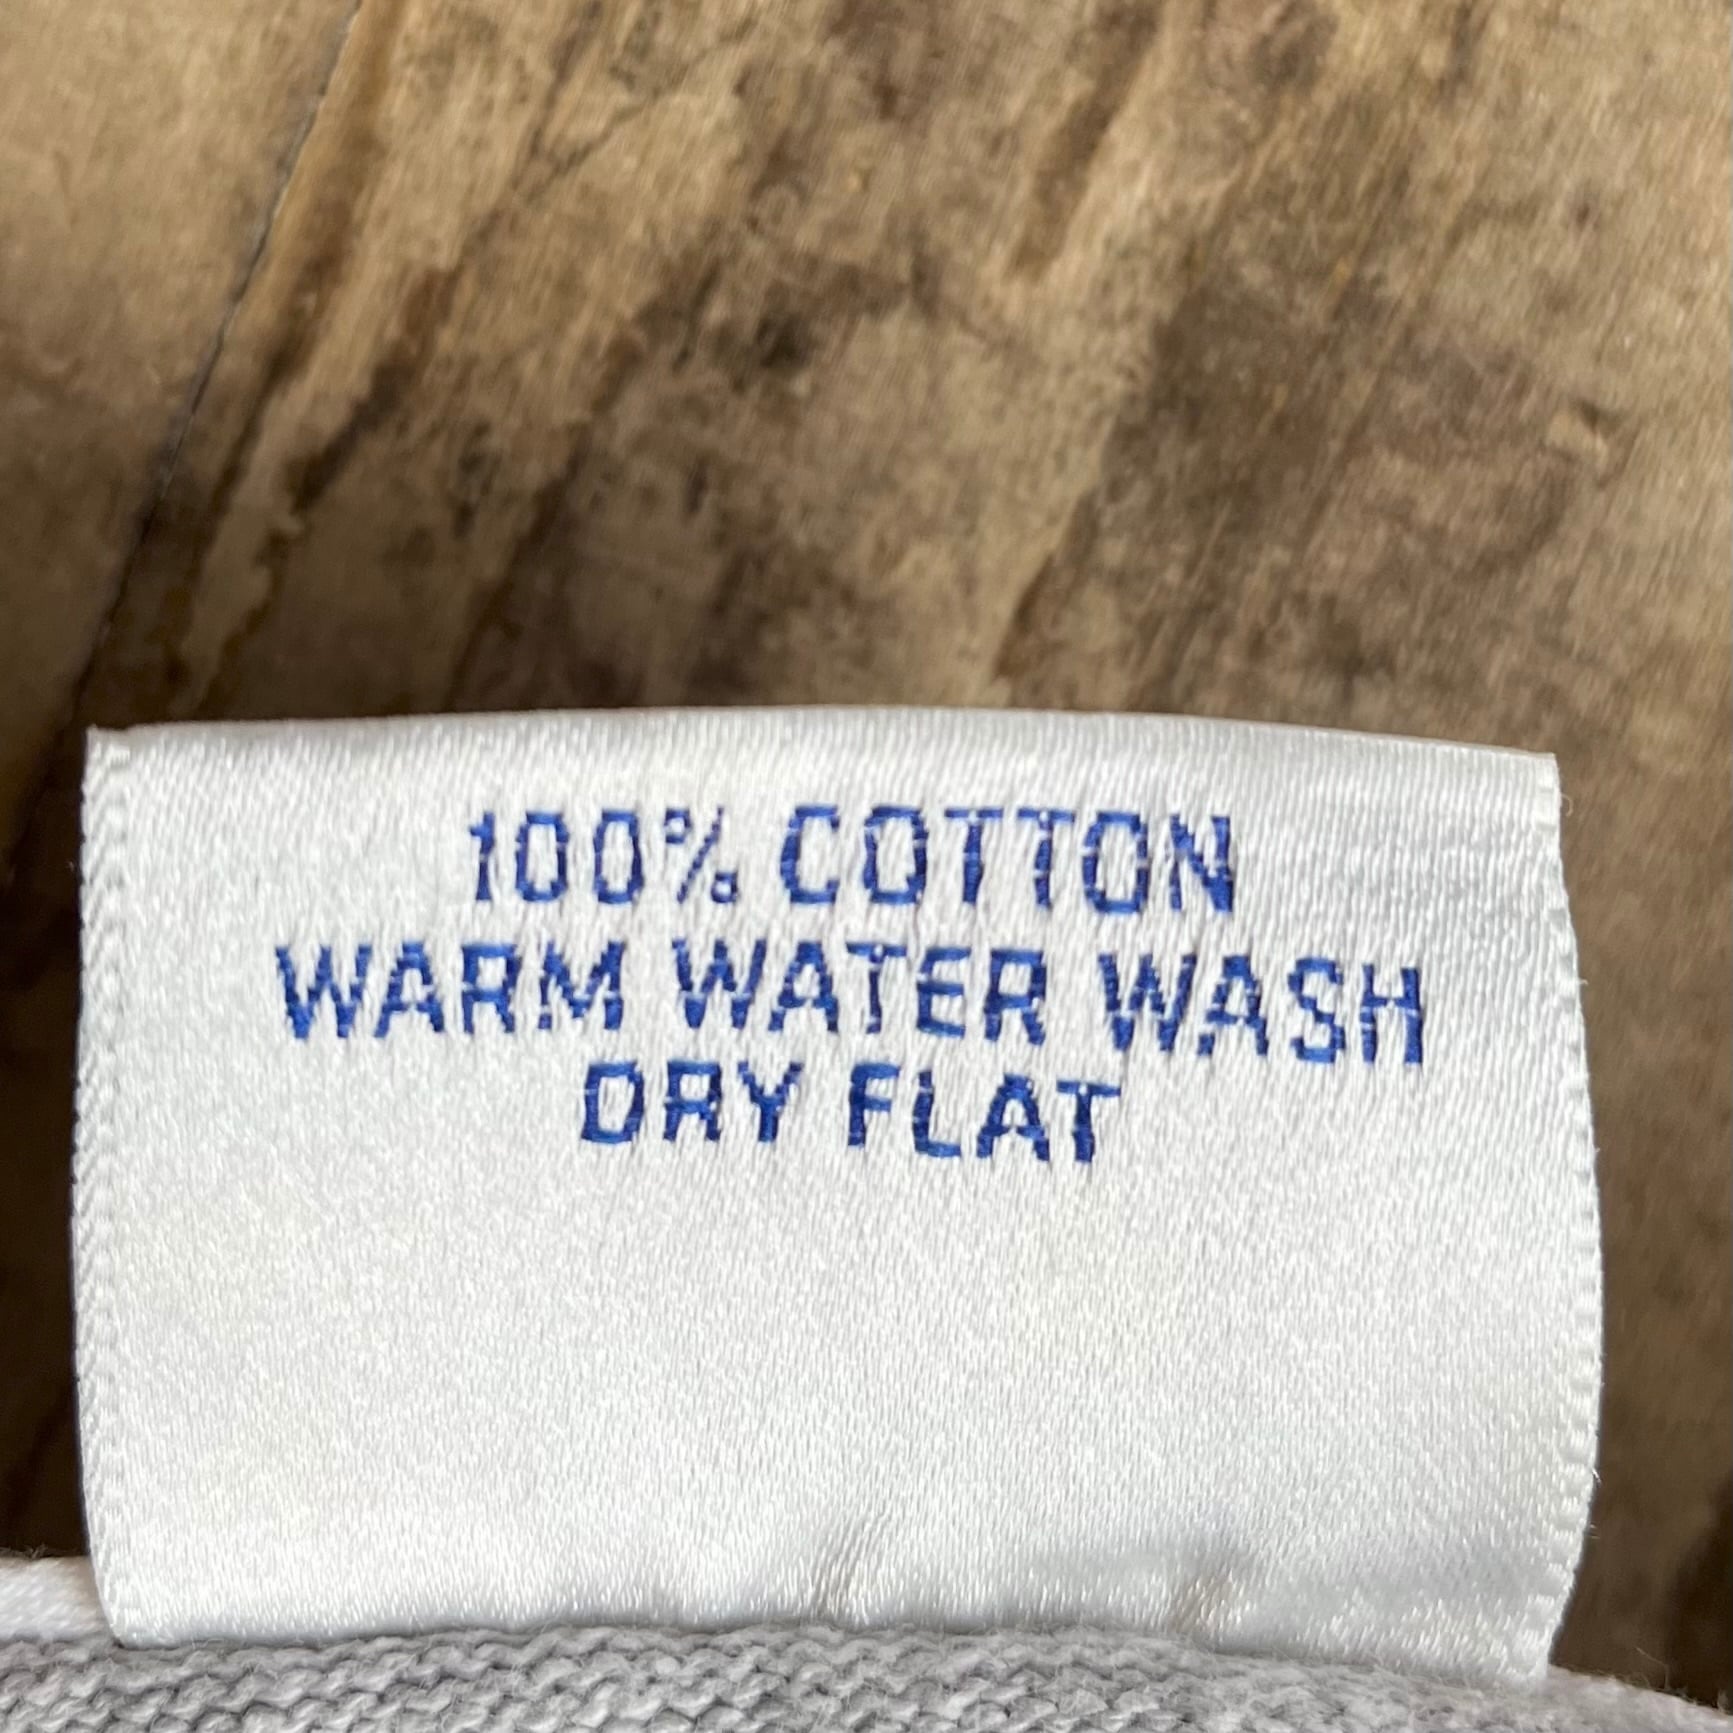 100% COTTON
WARM WATER WASH
DRY FLAT